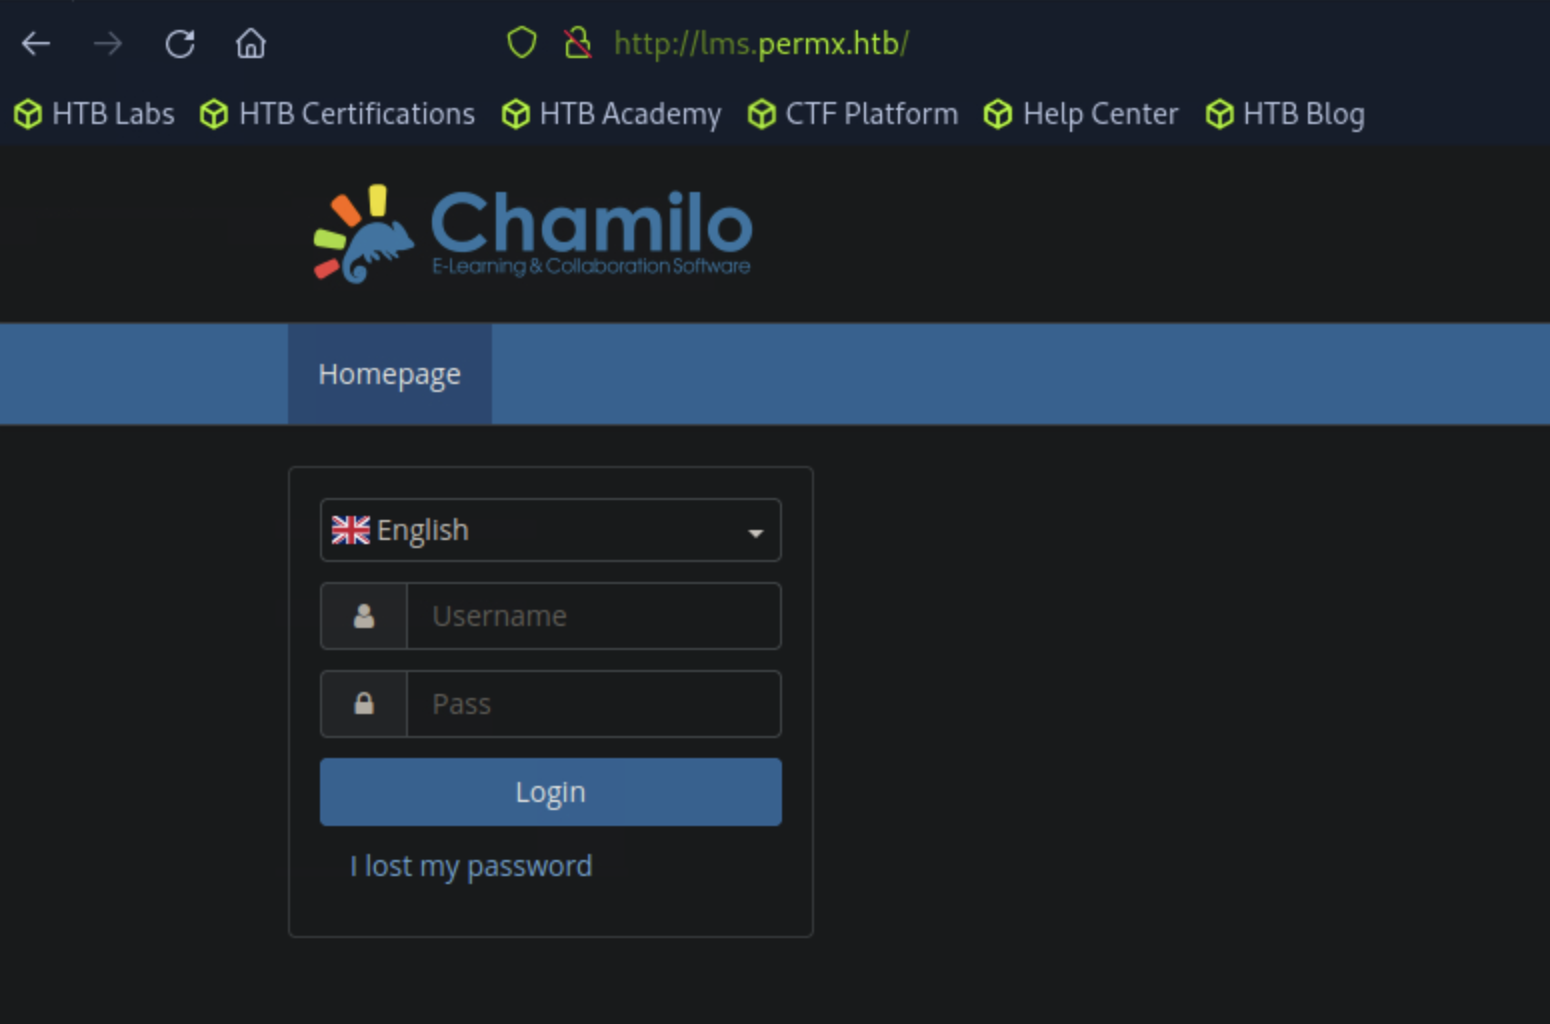 http://lms.permx.htb/
HTB Labs HTB Certifications HTB Academy CTF Platform Help Center HTB Blog
Chamilo
E-Learning & Collaboration Software
Homepage
English
Username
Pass
Login
I lost my password